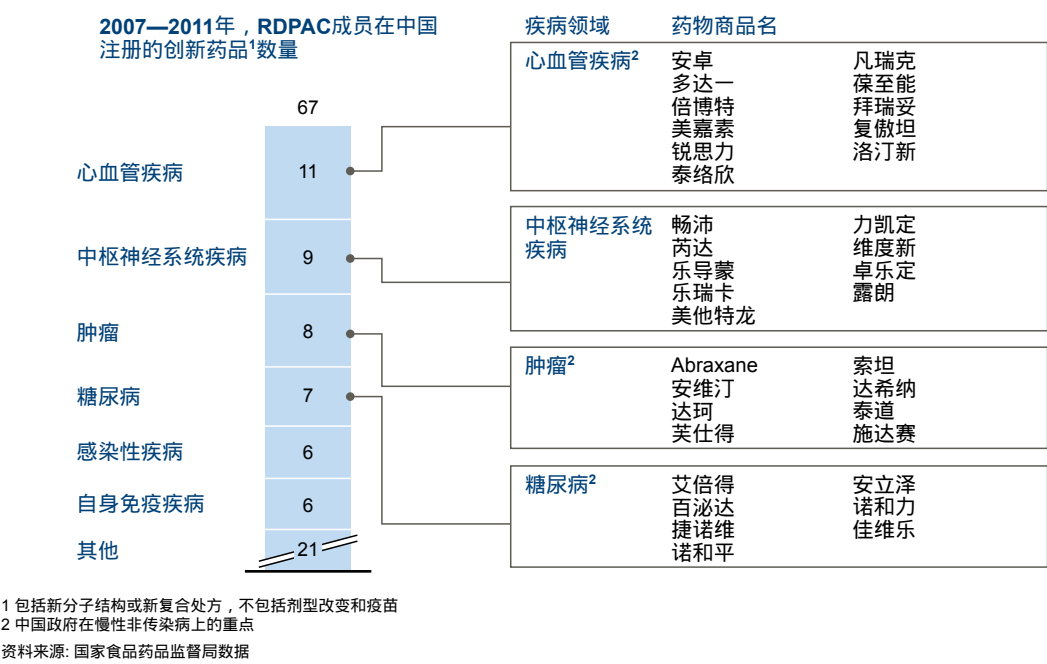 2007—2011年，RDPAC成员在中国
注册的创新药品¹数量
67
心血管疾病
11
中枢神经系统疾病
9
肿瘤
8
糖尿病
7
感染性疾病
6
自身免疫疾病
6
其他
21
疾病领域 药物商品名
心血管疾病² 安卓 凡瑞克
多达一 葆至能
倍博特 拜瑞妥
美嘉素 复傲坦
锐思力 洛汀新
泰络欣
中枢神经系统 畅沛 力凯定
疾病 芮达 维度新
乐导蒙 卓乐定
乐瑞卡 露朗
美他特龙
肿瘤² Abraxane 索坦
安维汀 达希纳
达珂 泰道
芙仕得 施达赛
糖尿病² 艾倍得 安立泽
百泌达 诺和力
捷诺维 佳维乐
诺和平
1 包括新分子结构或新复合处方，不包括剂型改变和疫苗
2 中国政府在慢性非传染病上的重点
资料来源: 国家食品药品监督局数据